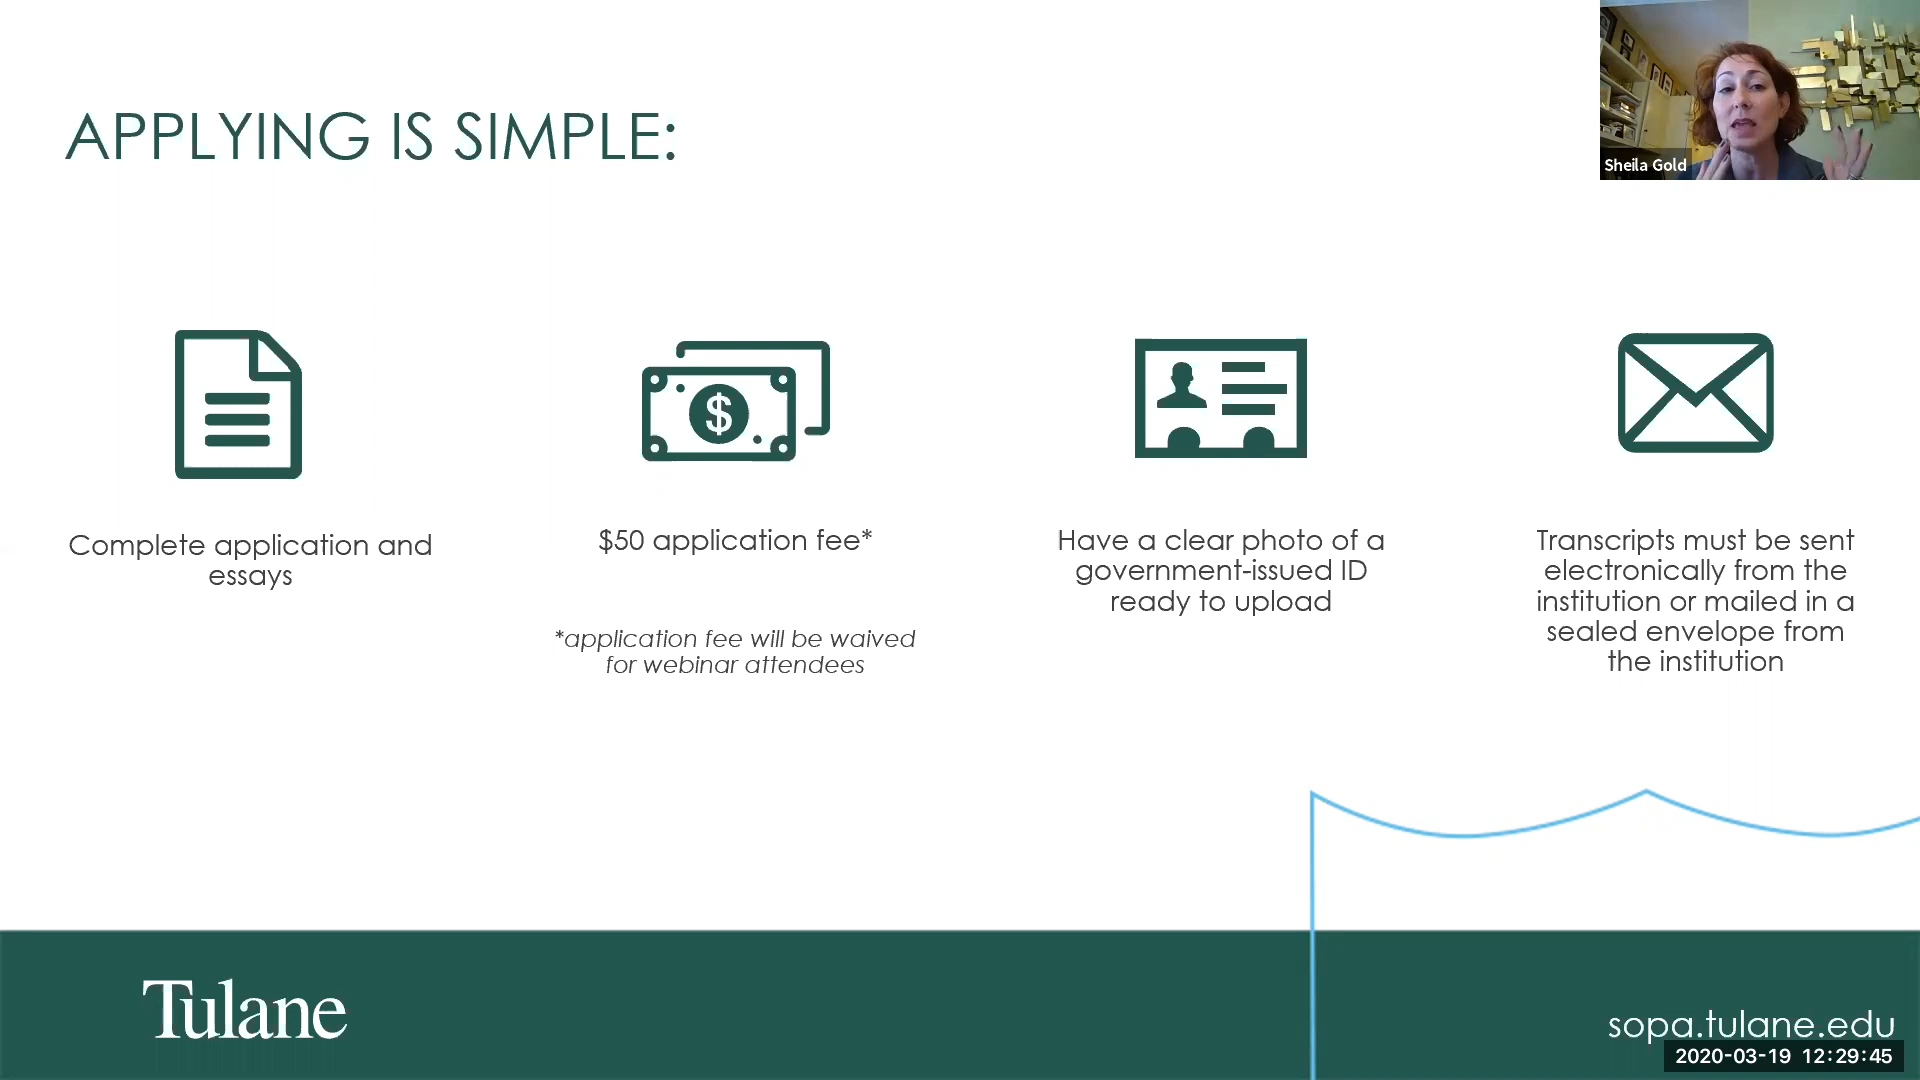 APPLYING IS SIMPLE:
Sheila Gold
$
Complete application and
essays
$50 application fee*
*application fee will be waived
for webinar attendees
Have a clear photo of a
government-issued ID
ready to upload
Transcripts must be sent
electronically from the
institution or mailed in a
sealed envelope from
the institution
Tulane
sopa.tulane.edu
2020-03-19 12:29:45